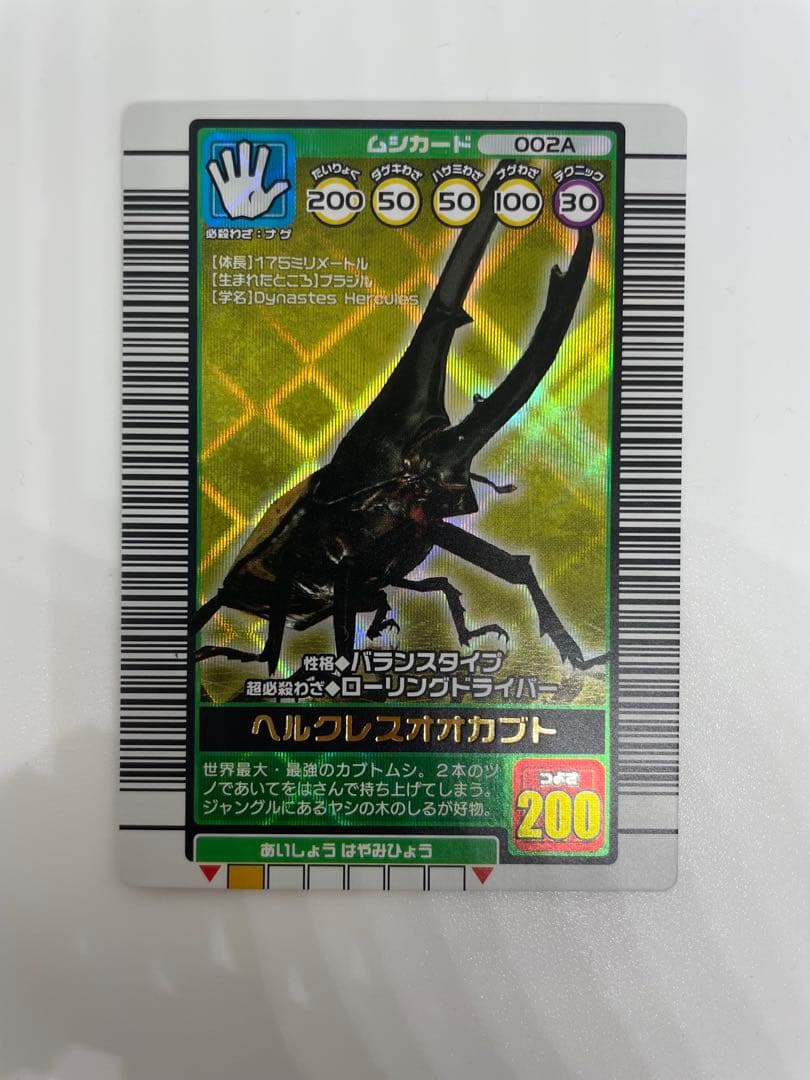 ムシカード 002A
たいりょく ダゲキわざ ハサミわざ ナゲわざ テクニック
200 50 50 100 30
必殺わざ：ナゲ
【体長】175ミリメートル
【生まれたところ】ブラジル
【学名】Dynastes Hercules
性格◆バランスタイプ
超必殺わざ◆ローリングドライバー
ヘルクレスオオカブト
世界最大・最強のカブトムシ。2本のツ
ノであいてをはさんで持ち上げてしまう。
ジャングルにあるヤシの木のしるが好物。
つよさ
200
あいしょう はやみひょう